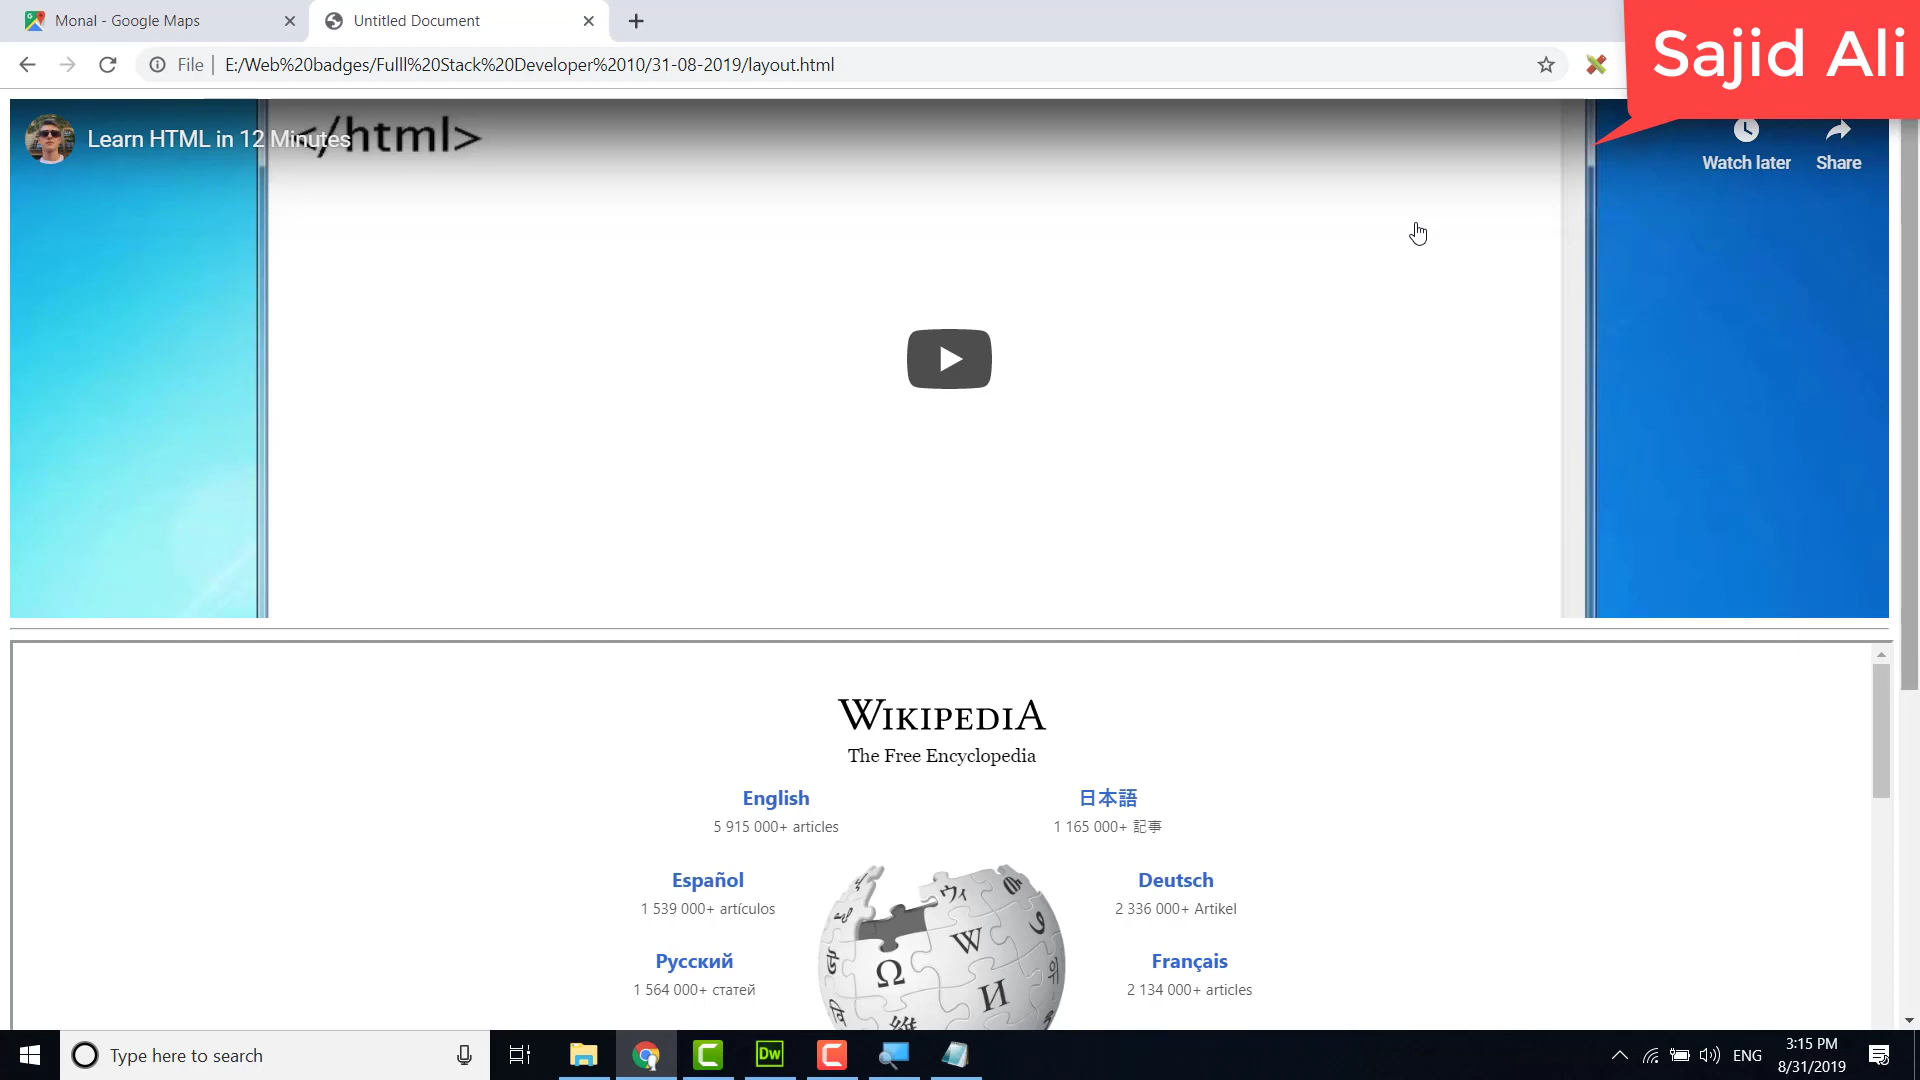 Monal - Google Maps
Untitled Document
Sajid Ali
File
E:/Web%20badges/Fulll%20Stack%20Developer%2010/31-08-2019/layout.html
Learn HTML in 12 Minutes
</html>
Watch later
Share
WIKIPEDIA
The Free Encyclopedia
English
5 915 000+ articles
日本語
1 165 000+ 記事
Español
1 539 000+ artículos
Deutsch
2 336 000+ Artikel
Русский
1 564 000+ статей
Français
2 134 000+ articles
Type here to search
Dw
ENG
3:15 PM
8/31/2019